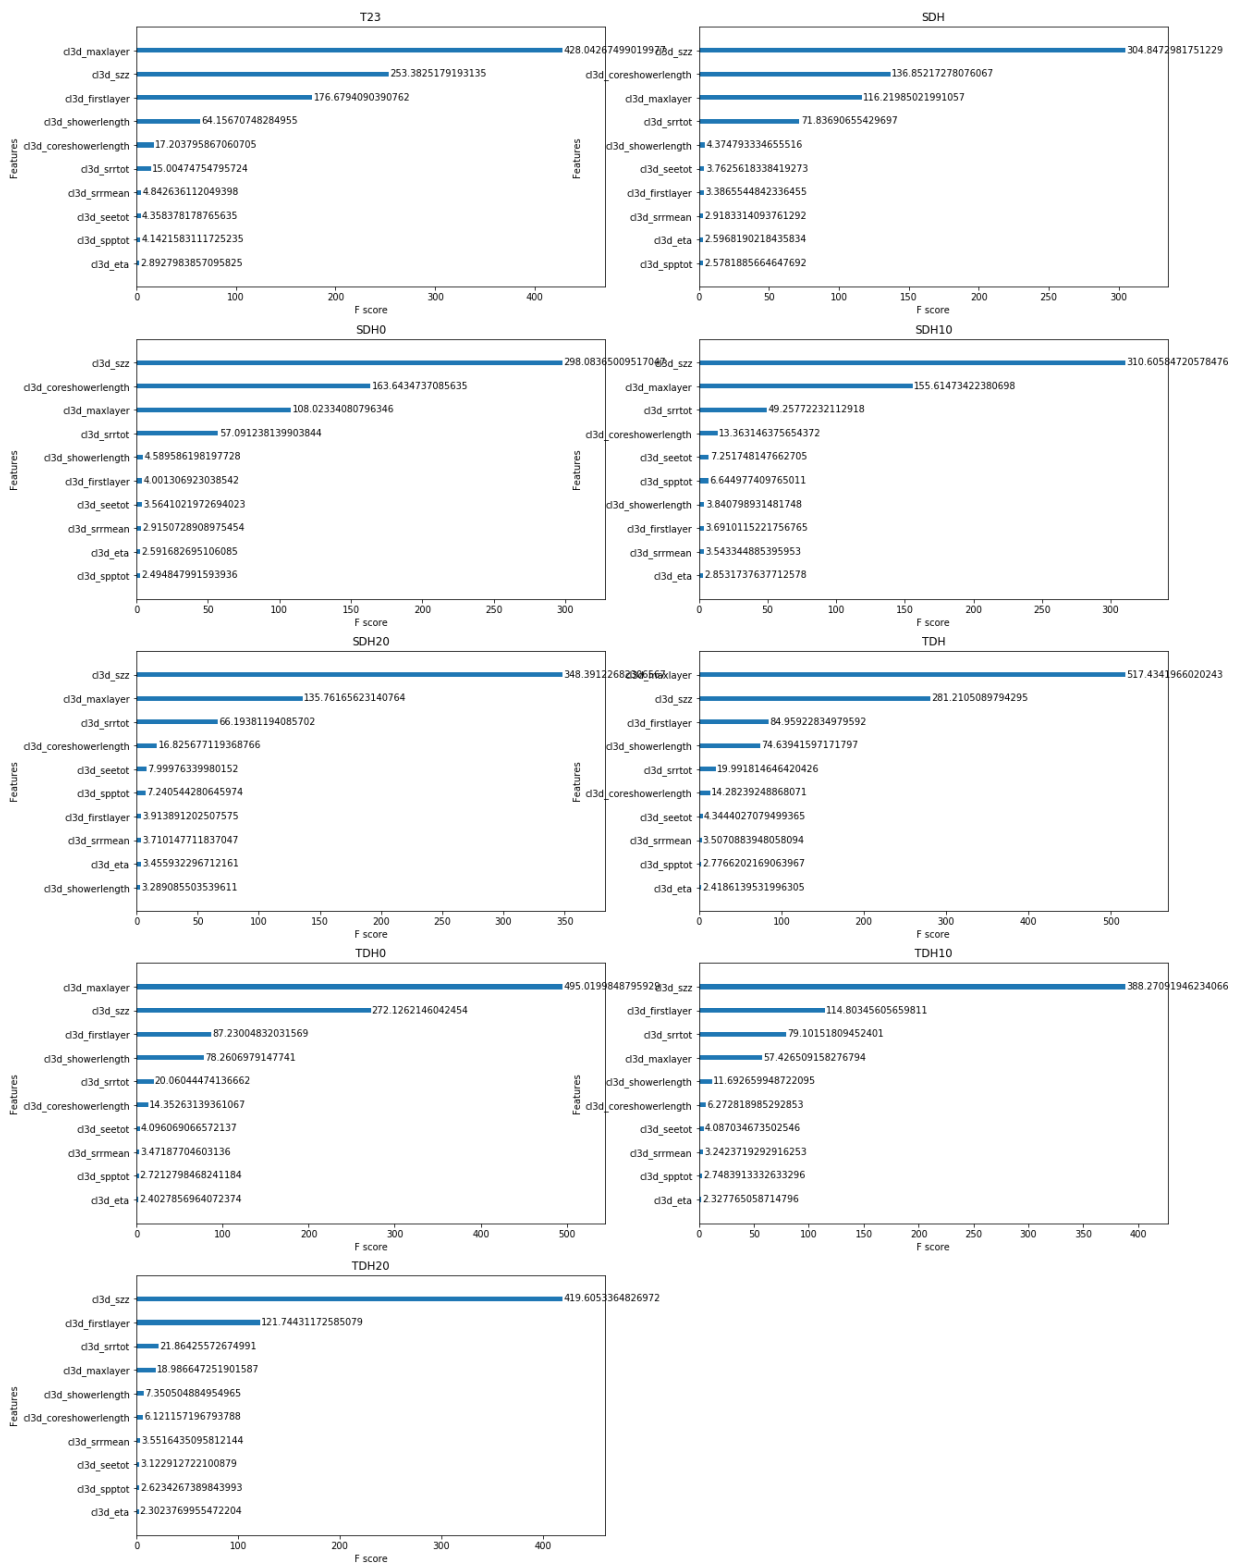 T23
Features
cl3d_maxlayer 
cl3d_szz 253.3825179193135
cl3d_firstlayer 176.6794090390762
cl3d_showerlength 64.15670748284955
cl3d_coreshowerlength 17.203795867060705
cl3d_srrtot 15.00474754795724
cl3d_srrmean 4.842636112049398
cl3d_seetot 4.358378178765635
cl3d_spptot 4.1421583111725235
cl3d_eta 2.8927983857095825
0 100 200 300 400
F score
SDH
Features
cl3d_szz 304.8472981751229
cl3d_coreshowerlength 136.85217278076067
cl3d_maxlayer 116.21985021991057
cl3d_srrtot 71.83690655429697
cl3d_showerlength 4.374793334655516
cl3d_seetot 3.7625618338419273
cl3d_firstlayer 3.3865544842336455
cl3d_srrmean 2.9183314093761292
cl3d_eta 2.5968190218435834
cl3d_spptot 2.5781885664647692
0 50 100 150 200 250 300
F score
SDH0
Features
cl3d_szz 298.08365009517047
cl3d_coreshowerlength 163.6434737085635
cl3d_maxlayer 108.02334080796346
cl3d_srrtot 57.091238139903844
cl3d_showerlength 4.589586198197728
cl3d_firstlayer 4.001306923038542
cl3d_seetot 3.5641021972694023
cl3d_srrmean 2.9150728908975454
cl3d_eta 2.591682695106085
cl3d_spptot 2.494847991593936
0 50 100 150 200 250 300
F score
SDH10
Features
cl3d_szz 310.60584720578476
cl3d_maxlayer 155.61473422380698
cl3d_srrtot 49.25772232112918
cl3d_coreshowerlength 13.363146375654372
cl3d_seetot 7.251748147662705
cl3d_spptot 6.644977409765011
cl3d_showerlength 3.840798931481748
cl3d_firstlayer 3.6910115221756765
cl3d_srrmean 3.543344885395953
cl3d_eta 2.8531737637712578
0 50 100 150 200 250 300
F score
SDH20
Features
cl3d_szz
cl3d_maxlayer 135.76165623140764
cl3d_srrtot 66.19381194085702
cl3d_coreshowerlength 16.825677119368766
cl3d_seetot 7.99976339980152
cl3d_spptot 7.240544280645974
cl3d_firstlayer 3.913891202507575
cl3d_srrmean 3.710147711837047
cl3d_eta 3.455932296712161
cl3d_showerlength 3.289085503539611
0 50 100 150 200 250 300 350
F score
TDH
Features
cl3d_maxlayer 517.4341966020243
cl3d_szz 281.2105089794295
cl3d_firstlayer 84.95922834979592
cl3d_showerlength 74.63941597171797
cl3d_srrtot 19.991814646420426
cl3d_coreshowerlength 14.28239248868071
cl3d_seetot 4.3444027079499365
cl3d_srrmean 3.5070883948058094
cl3d_spptot 2.7766202169063967
cl3d_eta 2.4186139531996305
0 100 200 300 400 500
F score
TDH0
Features
cl3d_maxlayer 495.0199848795929
cl3d_szz 272.1262146042454
cl3d_firstlayer 87.23004832031569
cl3d_showerlength 78.2606979147741
cl3d_srrtot 20.06044474136662
cl3d_coreshowerlength 14.35263139361067
cl3d_seetot 4.096069066572137
cl3d_srrmean 3.47187704603136
cl3d_spptot 2.7212798468241184
cl3d_eta 2.4027856964072374
0 100 200 300 400 500
F score
TDH10
Features
cl3d_szz 388.27091946234066
cl3d_firstlayer 114.80345605659811
cl3d_srrtot 79.10151809452401
cl3d_maxlayer 57.426509158276794
cl3d_showerlength 11.692659948722095
cl3d_coreshowerlength 6.272818985292853
cl3d_seetot 4.087034673502546
cl3d_srrmean 3.2423719292916253
cl3d_spptot 2.7483913332633296
cl3d_eta 2.327765058714796
0 50 100 150 200 250 300 350 400
F score
TDH20
Features
cl3d_szz 419.6053364826972
cl3d_firstlayer 121.74431172585079
cl3d_srrtot 21.86425572674991
cl3d_maxlayer 18.986647251901587
cl3d_showerlength 7.350504884954965
cl3d_coreshowerlength 6.121157196793788
cl3d_srrmean 3.5516435095812144
cl3d_seetot 3.122912722100879
cl3d_spptot 2.6234267389843993
cl3d_eta 2.3023769955472204
0 100 200 300 400
F score